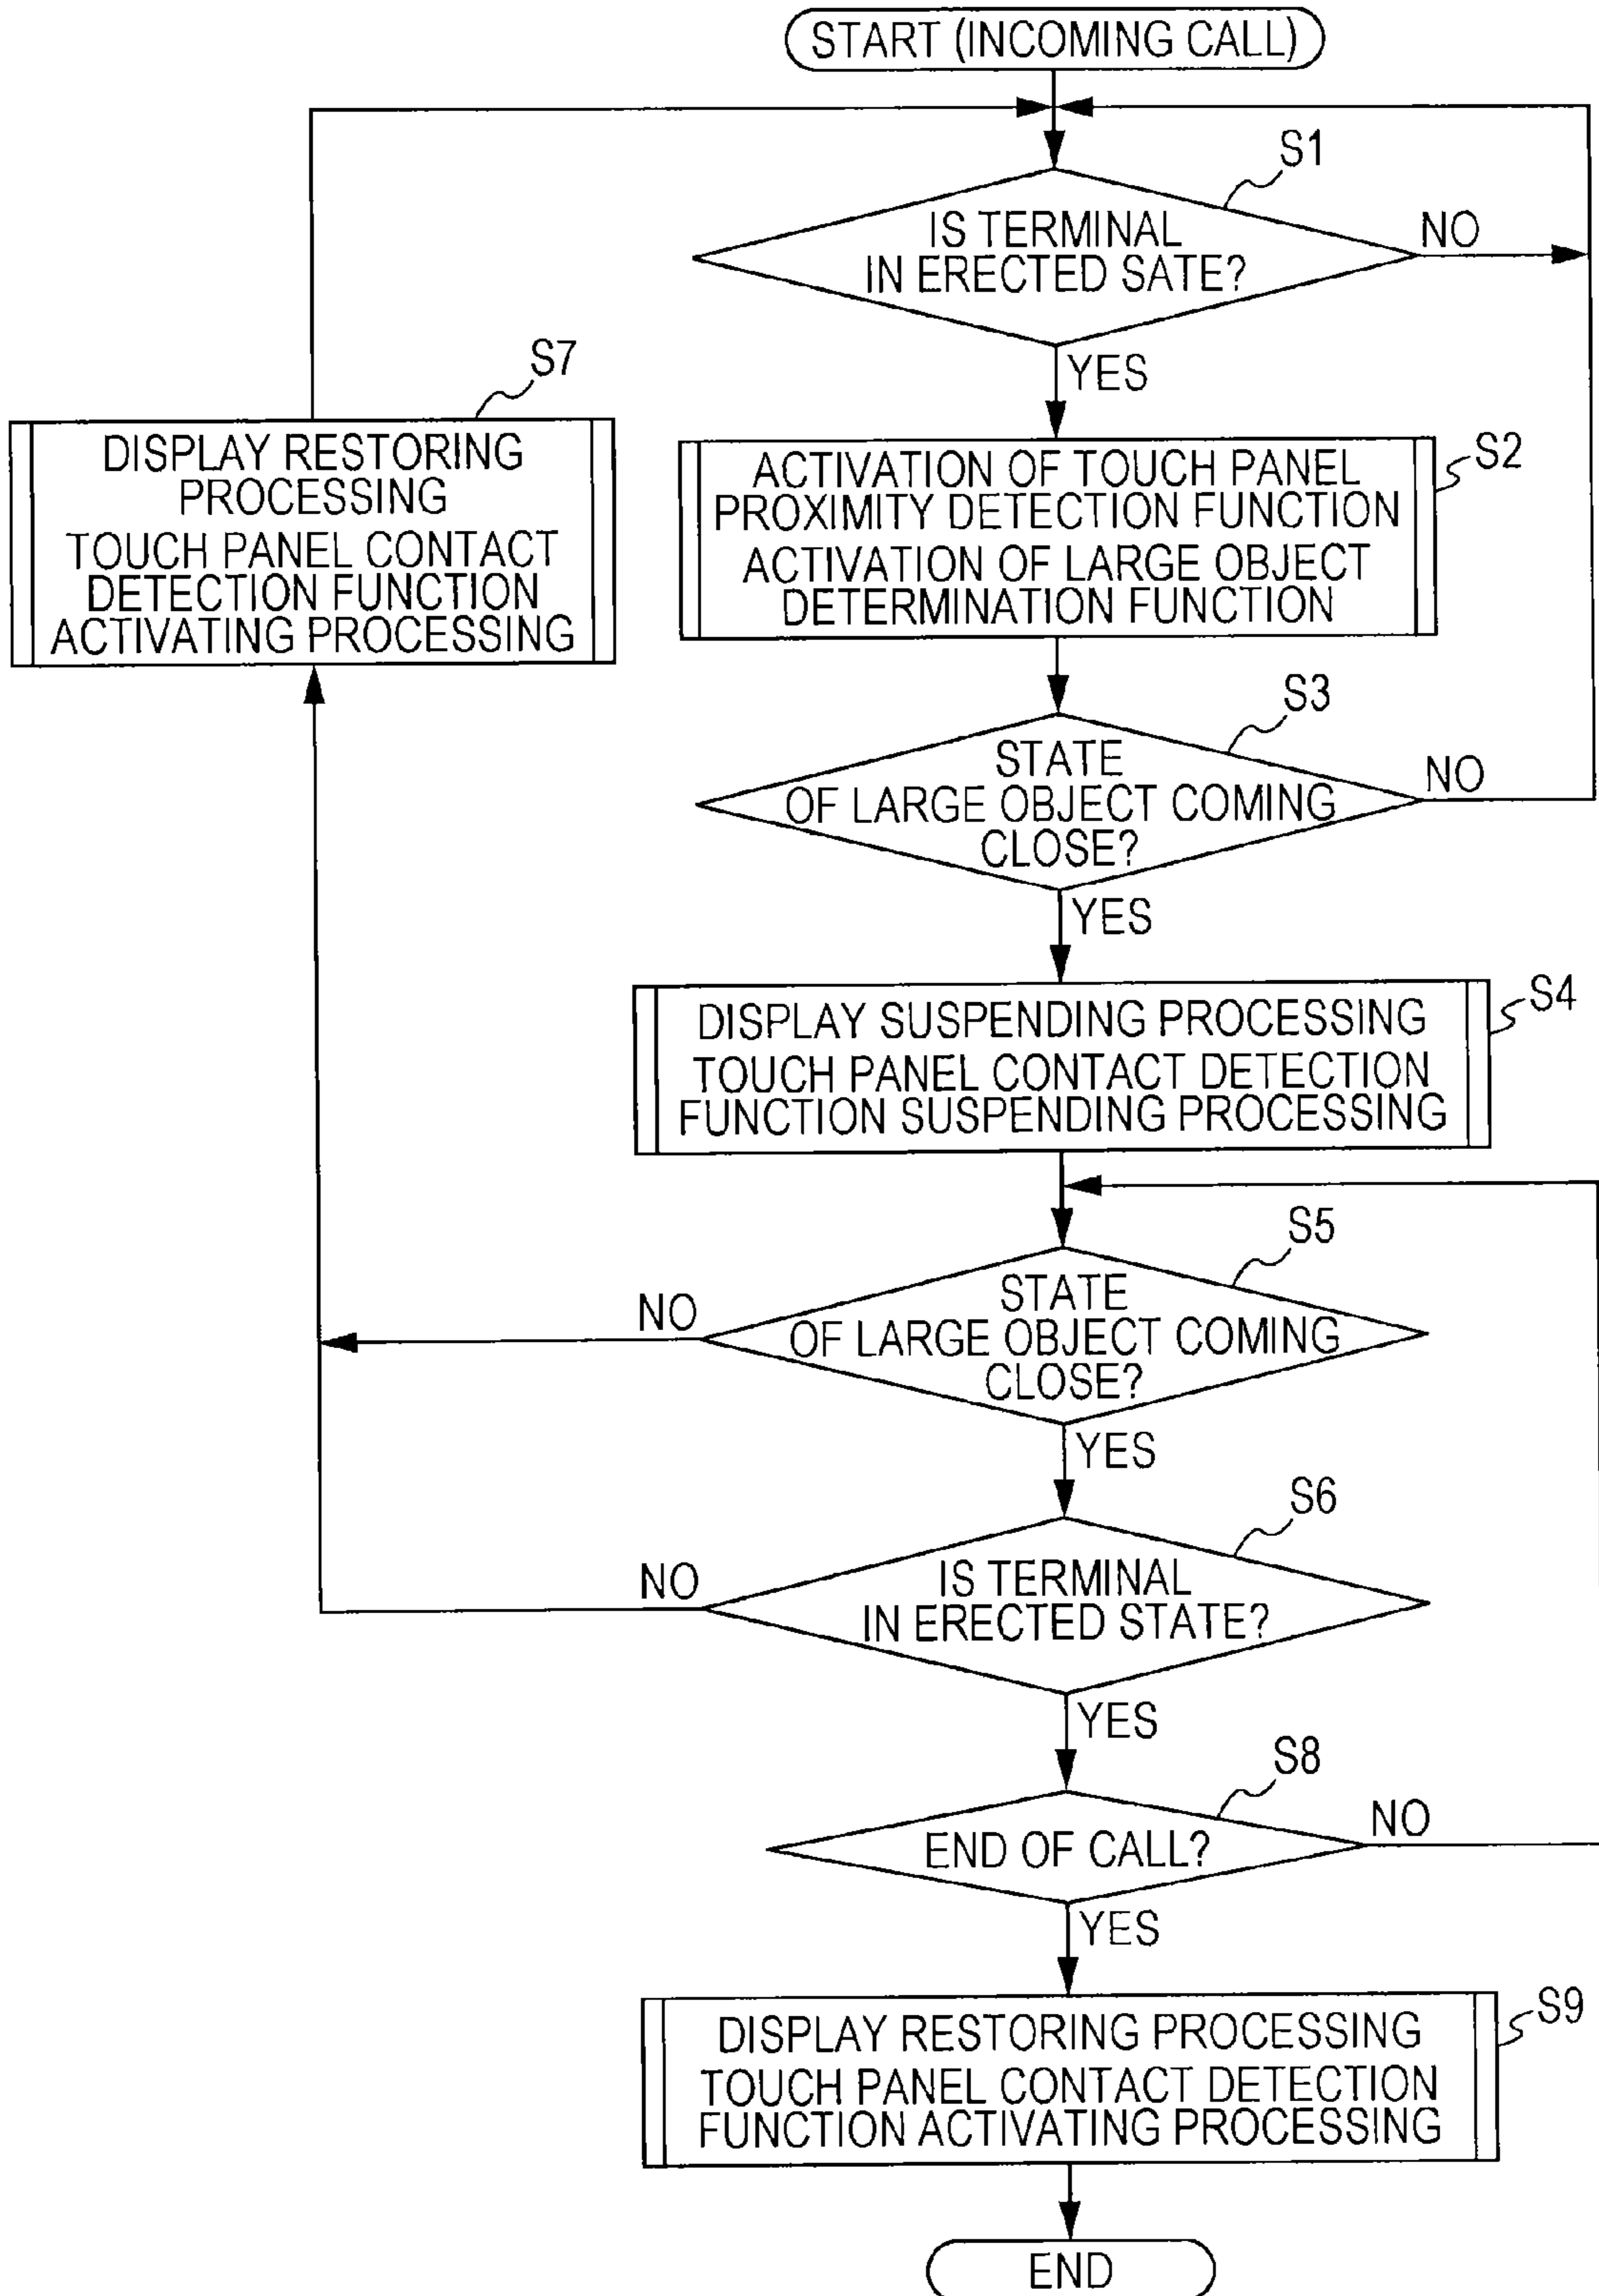 START (INCOMING CALL)
S1
IS TERMINAL
IN ERECTED SATE?
NO
YES
S7
DISPLAY RESTORING
PROCESSING
TOUCH PANEL CONTACT
DETECTION FUNCTION
ACTIVATING PROCESSING
S2
ACTIVATION OF TOUCH PANEL
PROXIMITY DETECTION FUNCTION
ACTIVATION OF LARGE OBJECT
DETERMINATION FUNCTION
S3
STATE
OF LARGE OBJECT COMING
CLOSE?
NO
YES
S4
DISPLAY SUSPENDING PROCESSING
TOUCH PANEL CONTACT DETECTION
FUNCTION SUSPENDING PROCESSING
S5
STATE
OF LARGE OBJECT COMING
CLOSE?
NO
YES
S6
IS TERMINAL
IN ERECTED STATE?
NO
YES
S8
END OF CALL?
NO
YES
S9
DISPLAY RESTORING PROCESSING
TOUCH PANEL CONTACT DETECTION
FUNCTION ACTIVATING PROCESSING
END